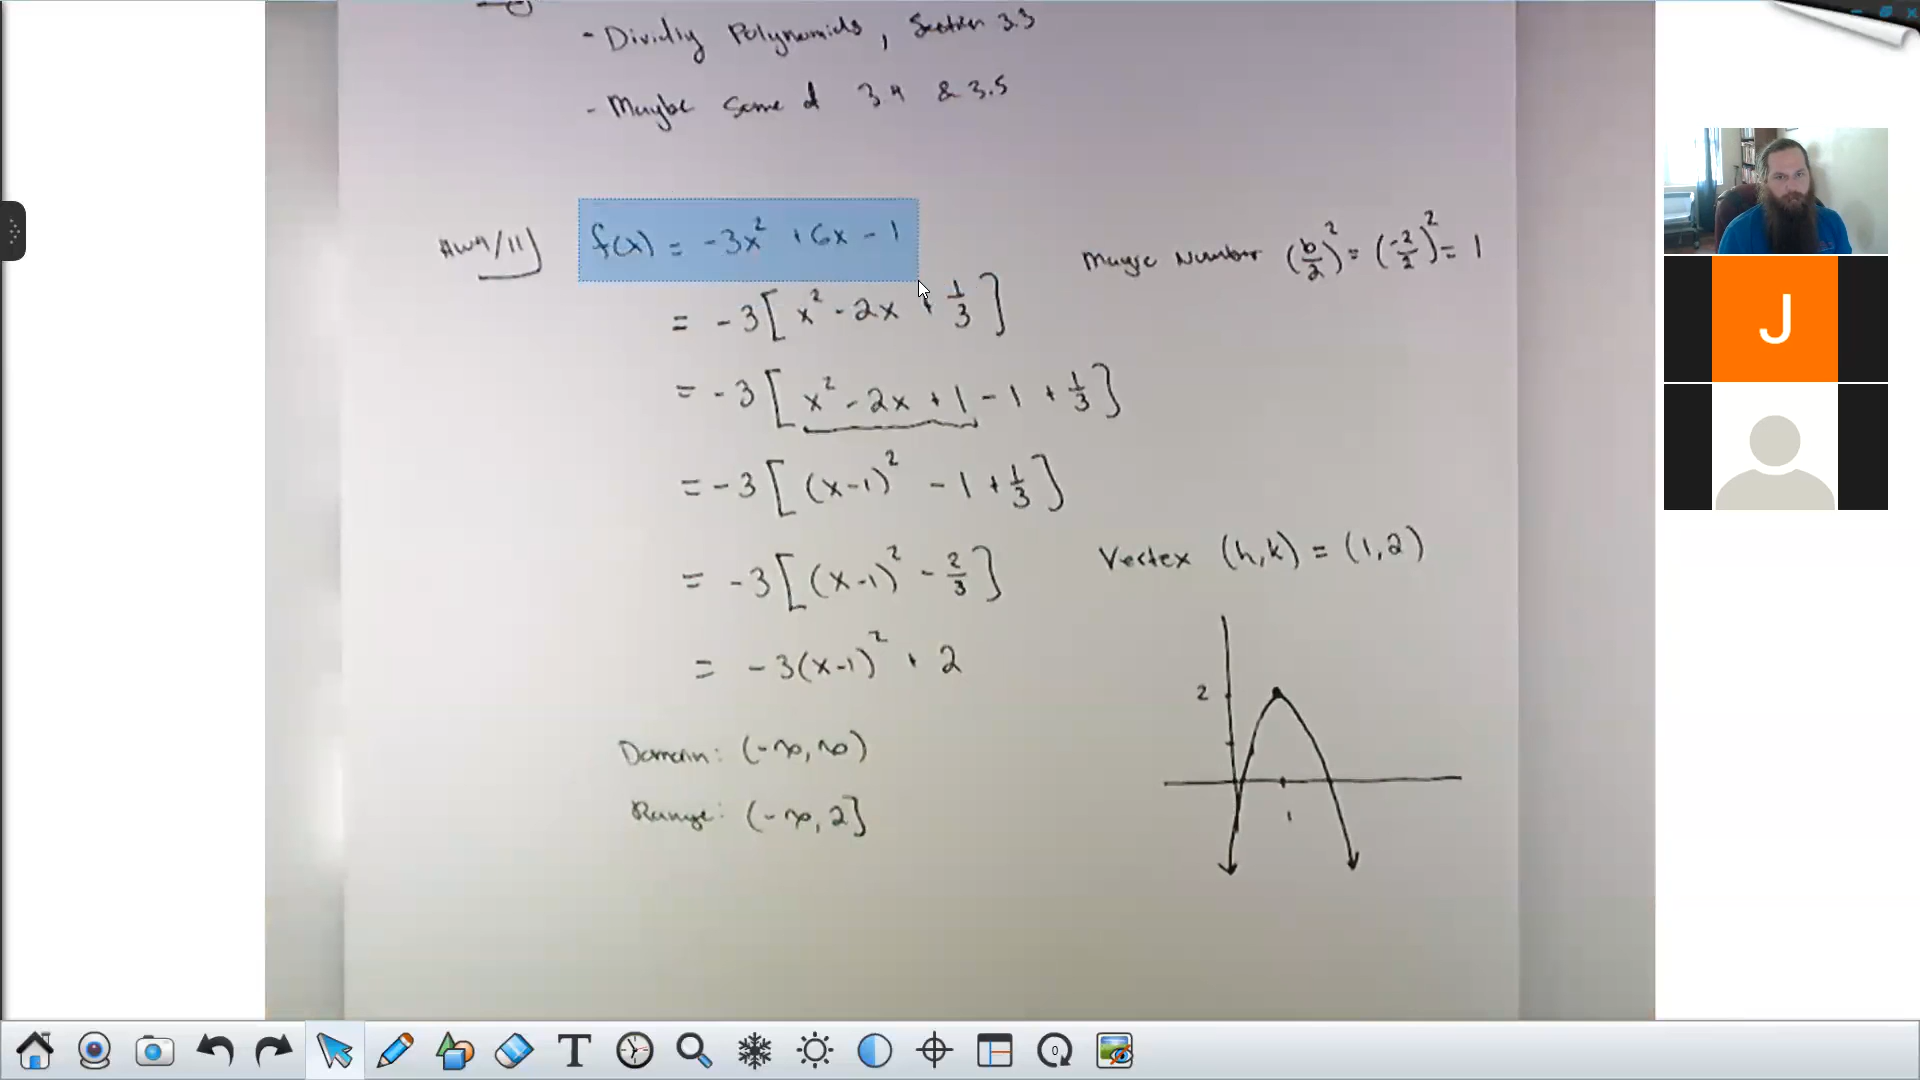 - Dividing Polynomials, Section 3.3
- Maybe some of 3.4 & 3.5
HW4/11) f(x) = -3x² + 6x - 1
Magic Number (b/2)² = (-2/2)² = 1
= -3[x² - 2x + 1/3]
= -3[x² - 2x + 1 - 1 + 1/3]
= -3[(x-1)² - 1 + 1/3]
= -3[(x-1)² - 2/3]
Vertex (h,k) = (1,2)
= -3(x-1)² + 2
2
Domain: (-∞, ∞)
Range: (-∞, 2]
1
J
T
0